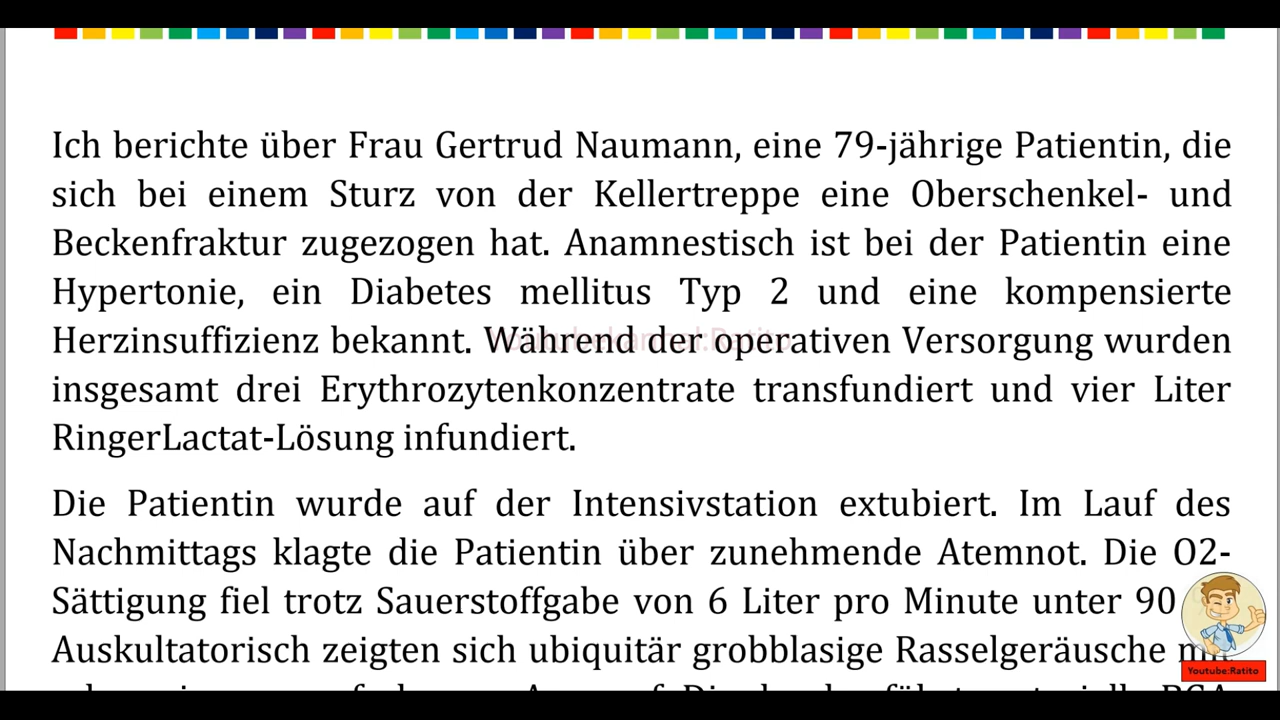 Ich berichte über Frau Gertrud Naumann, eine 79-jährige Patientin, die
sich bei einem Sturz von der Kellertreppe eine Oberschenkel- und
Beckenfraktur zugezogen hat. Anamnestisch ist bei der Patientin eine
Hypertonie, ein Diabetes mellitus Typ 2 und eine kompensierte
Herzinsuffizienz bekannt. Während der operativen Versorgung wurden
insgesamt drei Erythrozytenkonzentrate transfundiert und vier Liter
RingerLactat-Lösung infundiert.
Die Patientin wurde auf der Intensivstation extubiert. Im Lauf des
Nachmittags klagte die Patientin über zunehmende Atemnot. Die O2-
Sättigung fiel trotz Sauerstoffgabe von 6 Liter pro Minute unter 90
Auskultatorisch zeigten sich ubiquitär grobblasige Rasselgeräusche
Youtube:Ratito